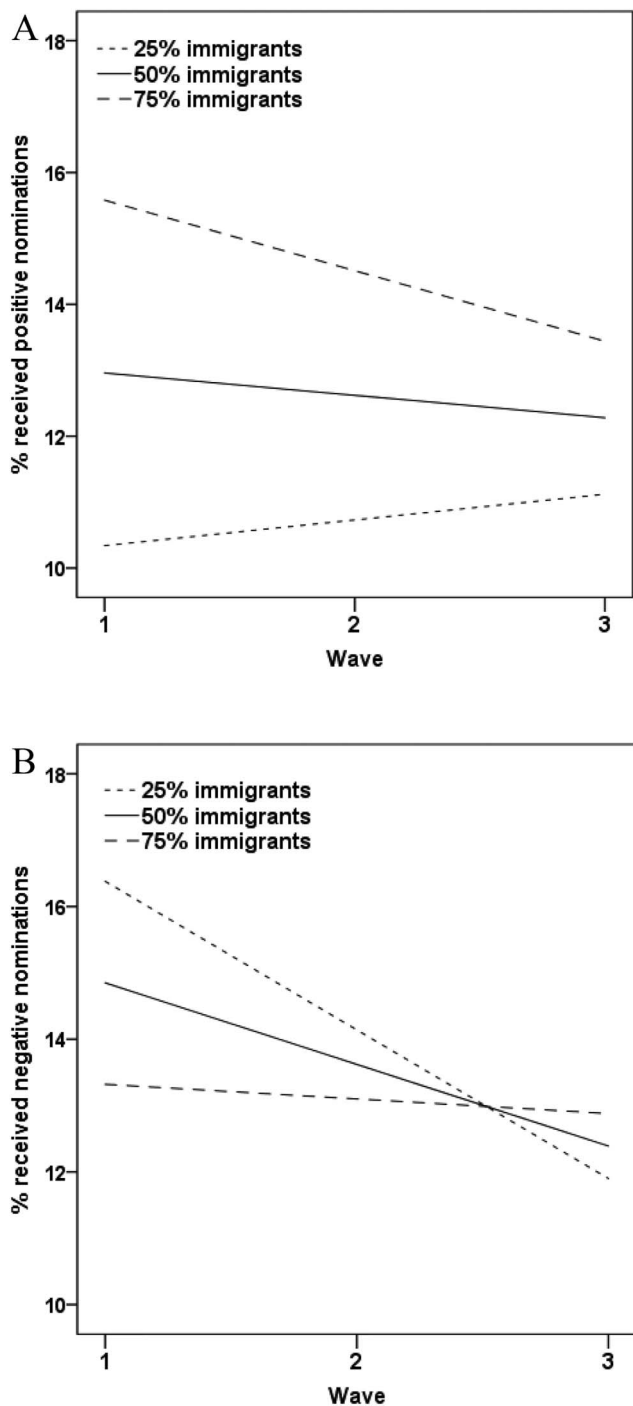 A
18
16
14
12
10
% received positive nominations
25% immigrants
50% immigrants
75% immigrants
1 2 3
Wave
B
18
16
14
12
10
% received negative nominations
25% immigrants
50% immigrants
75% immigrants
1 2 3
Wave